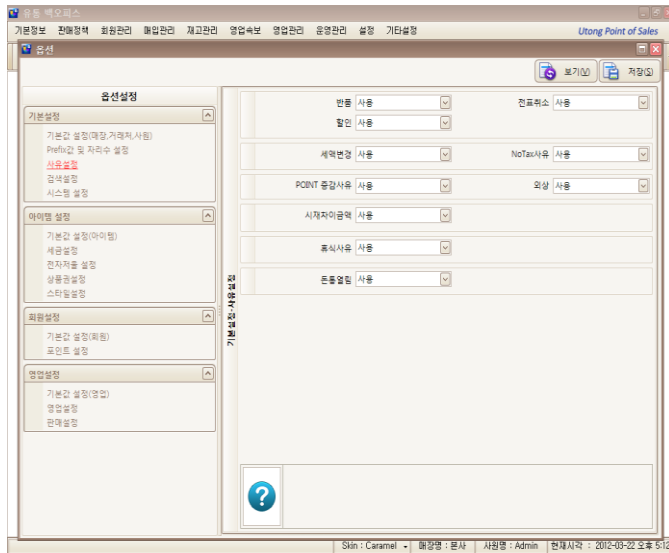 유통 백오피스
기본정보 판매정책 회원관리 매입관리 재고관리 영업속보 영업관리 운영관리 설정 기타설정 Utong Point of Sales
옵션
보기(V) 저장(S)
옵션설정
기본설정
기본값 설정(매장,거래처,사원)
Prefix값 및 자리수 설정
사유설정
검색설정
시스템 설정
아이템 설정
기본값 설정(아이템)
세금설정
전자저울 설정
상품권설정
스타일설정
회원설정
기본값 설정(회원)
포인트 설정
영업설정
기본값 설정(영업)
영업설정
판매설정
기본설정-사유설정
반품 사용 전표취소 사용
할인 사용
세액변경 사용 NoTax사유 사용
POINT 증감사유 사용 외상 사용
시재차이금액 사용
휴식사유 사용
돈통열림 사용
Skin : Caramel 매장명 : 본사 사원명 : Admin 현재시각 : 2012-03-22 오후 5:12